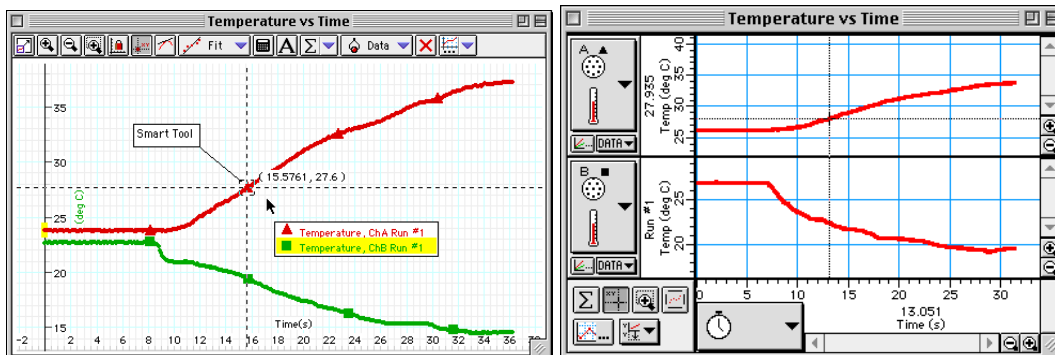 Temperature vs Time
Fit
A
Σ
Data
35
30
25
20
15
(deg C)
Smart Tool
( 15.5761 , 27.6 )
Temperature, ChA Run #1
Temperature, ChB Run #1
Time(s)
-2 0 2 4 6 8 10 12 14 16 18 20 22 24 26 28 30 32 34 36
Temperature vs Time
A
DATA
27.935
Temp (deg C)
40
35
30
25
B
DATA
Run #1
Temp (deg C)
25
20
Σ
0 5 10 15 20 25 30
13.051
Time (s)